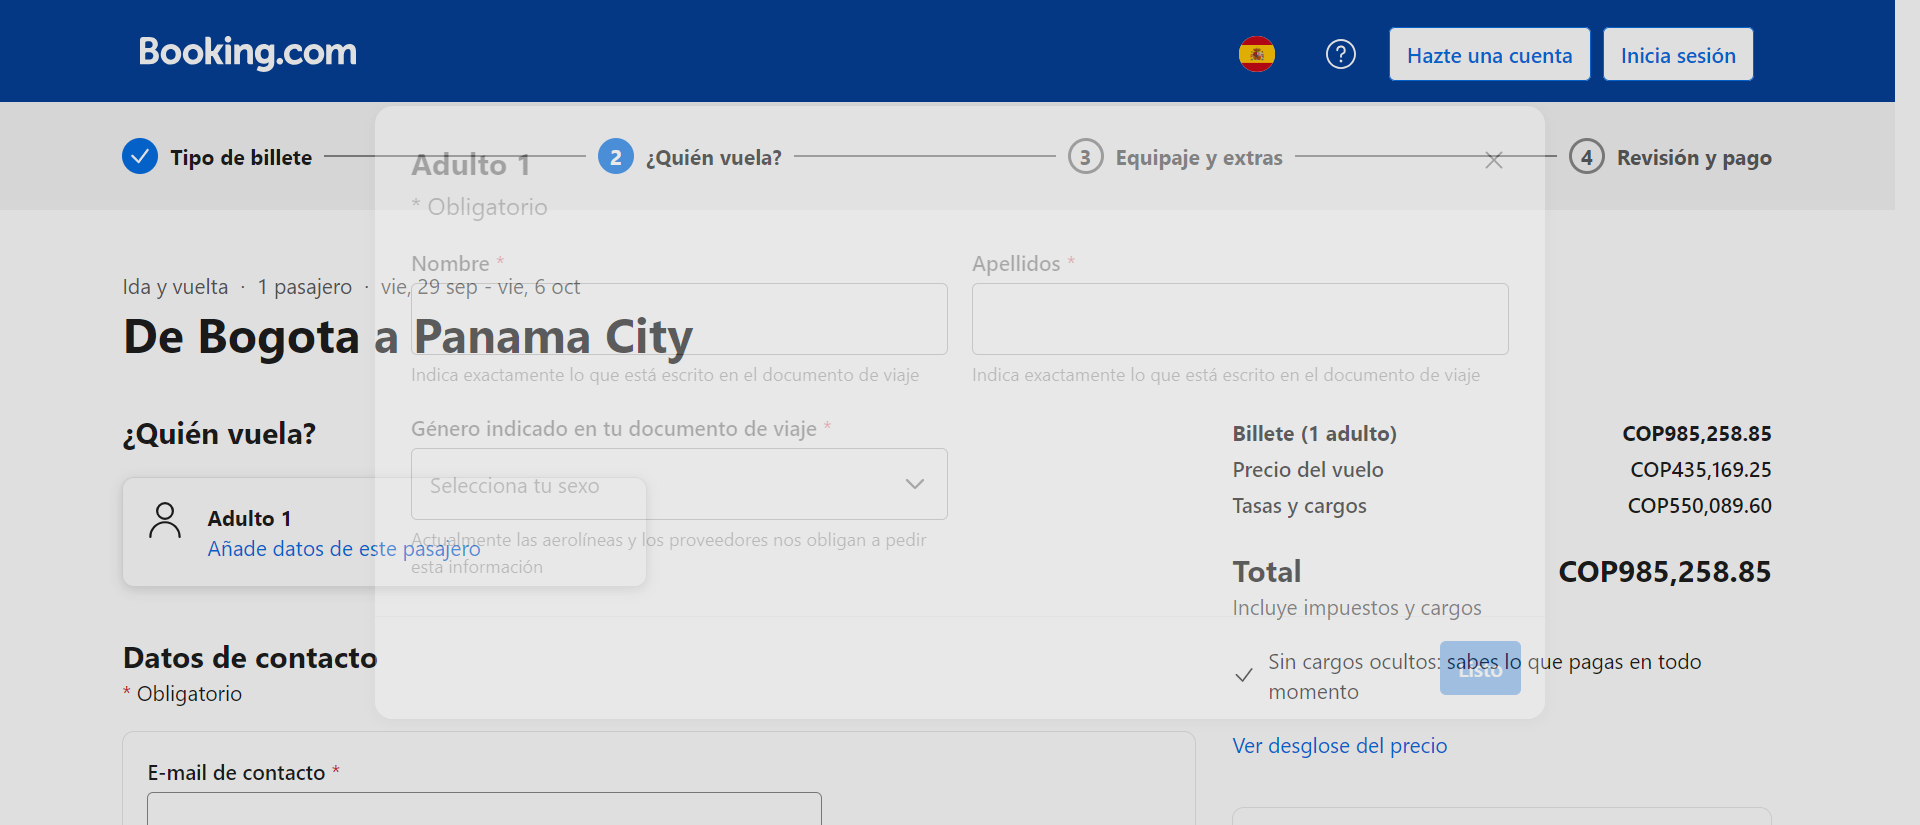 Booking.com
Hazte una cuenta
Inicia sesión
Tipo de billete
2 ¿Quién vuela?
3 Equipaje y extras
4 Revisión y pago
Adulto 1
* Obligatorio
Nombre *
Apellidos *
Ida y vuelta · 1 pasajero · vie, 29 sep - vie, 6 oct
De Bogota a Panama City
Indica exactamente lo que está escrito en el documento de viaje
Indica exactamente lo que está escrito en el documento de viaje
¿Quién vuela?
Género indicado en tu documento de viaje *
Selecciona tu sexo
Actualmente las aerolíneas y los proveedores nos obligan a pedir
esta información
Adulto 1
Añade datos de este pasajero
Billete (1 adulto) COP985,258.85
Precio del vuelo COP435,169.25
Tasas y cargos COP550,089.60
Total COP985,258.85
Incluye impuestos y cargos
Sin cargos ocultos: sabes lo que pagas en todo
momento
Listo
Ver desglose del precio
Datos de contacto
* Obligatorio
E-mail de contacto *